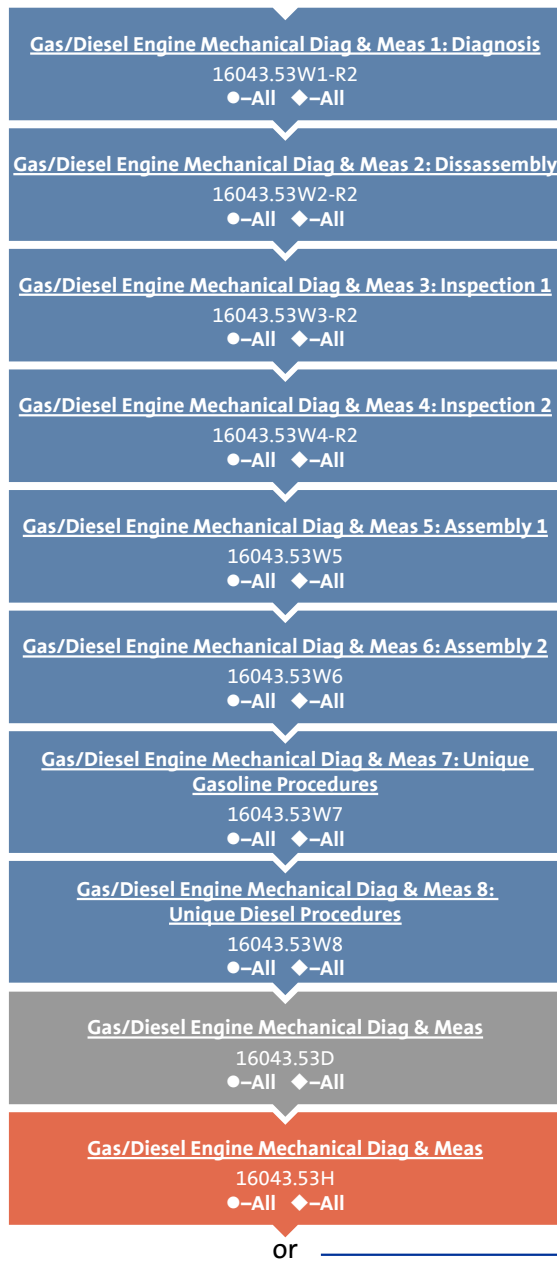 Gas/Diesel Engine Mechanical Diag & Meas 1: Diagnosis
16043.53W1-R2
●–All ◆–All
Gas/Diesel Engine Mechanical Diag & Meas 2: Dissassembly
16043.53W2-R2
●–All ◆–All
Gas/Diesel Engine Mechanical Diag & Meas 3: Inspection 1
16043.53W3-R2
●–All ◆–All
Gas/Diesel Engine Mechanical Diag & Meas 4: Inspection 2
16043.53W4-R2
●–All ◆–All
Gas/Diesel Engine Mechanical Diag & Meas 5: Assembly 1
16043.53W5
●–All ◆–All
Gas/Diesel Engine Mechanical Diag & Meas 6: Assembly 2
16043.53W6
●–All ◆–All
Gas/Diesel Engine Mechanical Diag & Meas 7: Unique
Gasoline Procedures
16043.53W7
●–All ◆–All
Gas/Diesel Engine Mechanical Diag & Meas 8:
Unique Diesel Procedures
16043.53W8
●–All ◆–All
Gas/Diesel Engine Mechanical Diag & Meas
16043.53D
●–All ◆–All
Gas/Diesel Engine Mechanical Diag & Meas
16043.53H
●–All ◆–All
or